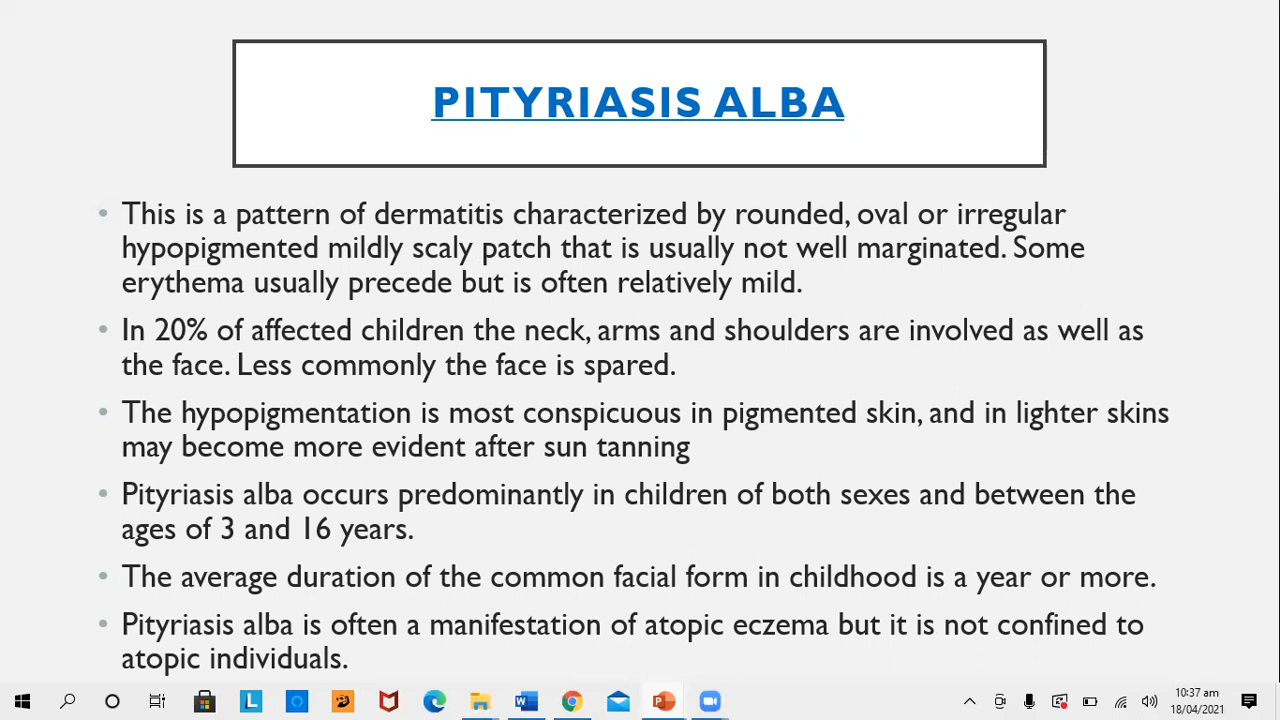 PITYRIASIS ALBA
• This is a pattern of dermatitis characterized by rounded, oval or irregular
hypopigmented mildly scaly patch that is usually not well marginated. Some
erythema usually precede but is often relatively mild.
• In 20% of affected children the neck, arms and shoulders are involved as well as
the face. Less commonly the face is spared.
• The hypopigmentation is most conspicuous in pigmented skin, and in lighter skins
may become more evident after sun tanning
• Pityriasis alba occurs predominantly in children of both sexes and between the
ages of 3 and 16 years.
• The average duration of the common facial form in childhood is a year or more.
• Pityriasis alba is often a manifestation of atopic eczema but it is not confined to
atopic individuals.
L
W
P
10:37 am
18/04/2021